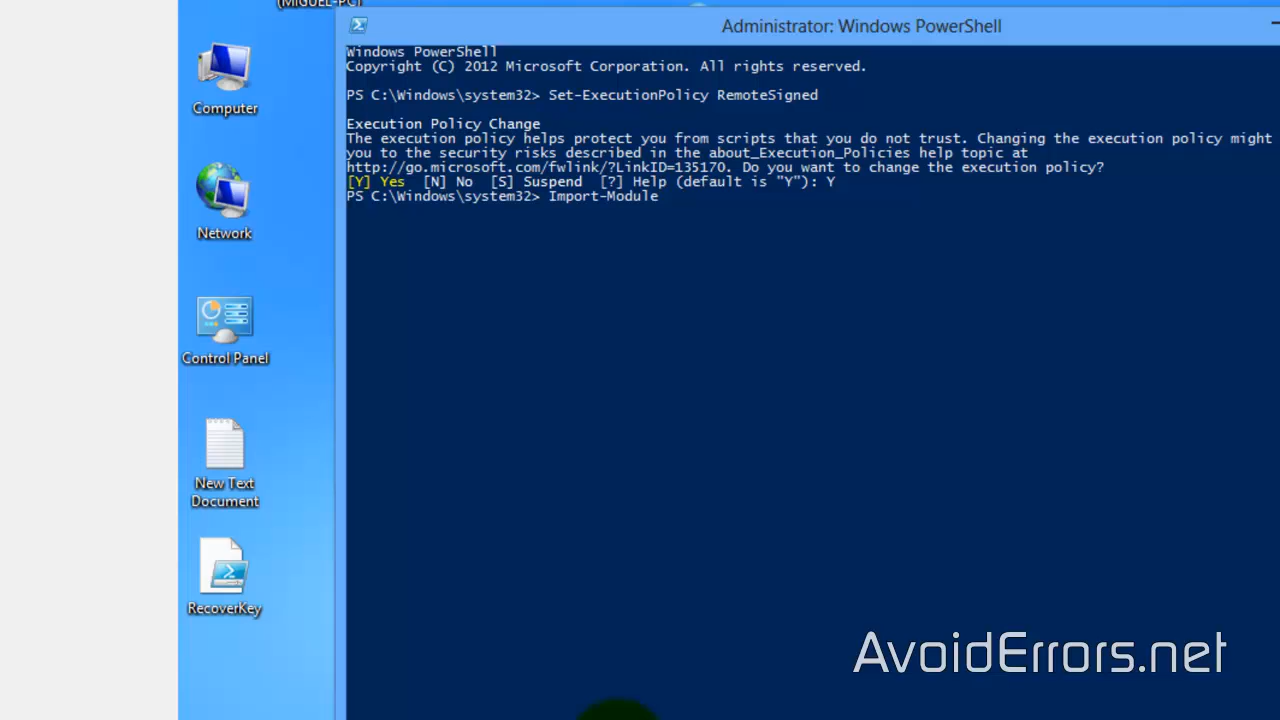 (MIGUEL-PC)
Administrator: Windows PowerShell
Windows PowerShell
Copyright (C) 2012 Microsoft Corporation. All rights reserved.
PS C:\Windows\system32> Set-ExecutionPolicy RemoteSigned
Execution Policy Change
The execution policy helps protect you from scripts that you do not trust. Changing the execution policy might
you to the security risks described in the about_Execution_Policies help topic at
http://go.microsoft.com/fwlink/?LinkID=135170. Do you want to change the execution policy?
[Y] Yes  [N] No  [S] Suspend  [?] Help (default is "Y"): Y
PS C:\Windows\system32> Import-Module
Computer
Network
Control Panel
New Text
Document
RecoverKey
AvoidErrors.net